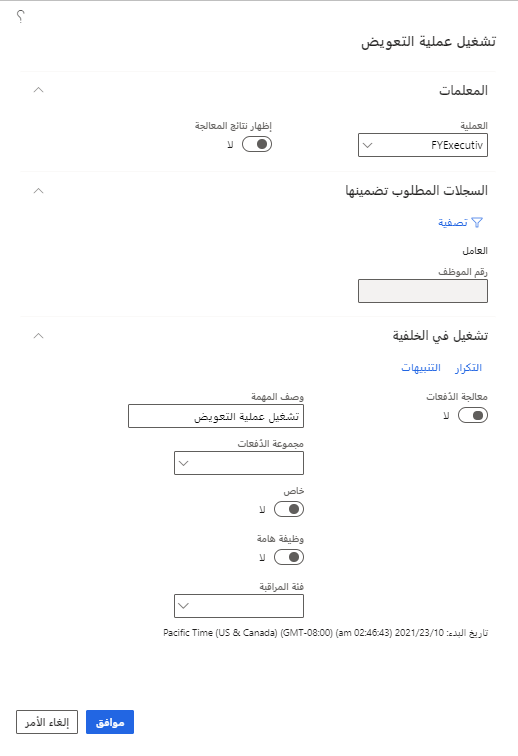 ؟
تشغيل عملية التعويض
المعلمات
العملية
FYExecutiv
إظهار نتائج المعالجة
لا
السجلات المطلوب تضمينها
تصفية
العامل
رقم الموظف
تشغيل في الخلفية
التكرار التنبيهات
معالجة الدُفعات
لا
وصف المهمة
تشغيل عملية التعويض
مجموعة الدُفعات
خاص
لا
وظيفة هامة
لا
فئة المراقبة
تاريخ البدء: 2021/23/10 (02:46:43 am) (GMT-08:00) Pacific Time (US & Canada)
موافق
إلغاء الأمر